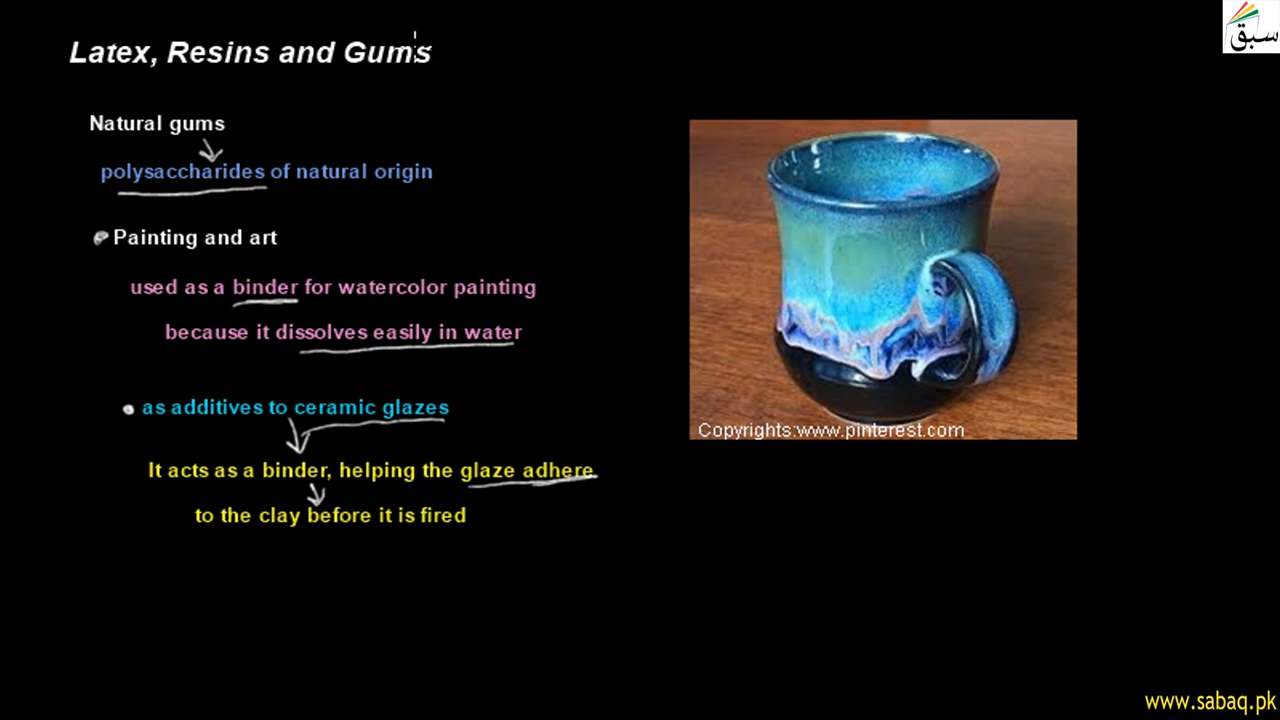 Latex, Resins and Gums
سبق
Natural gums
polysaccharides of natural origin
Painting and art
used as a binder for watercolor painting
because it dissolves easily in water
as additives to ceramic glazes
It acts as a binder, helping the glaze adhere
to the clay before it is fired
Copyrights:www.pinterest.com
www.sabaq.pk